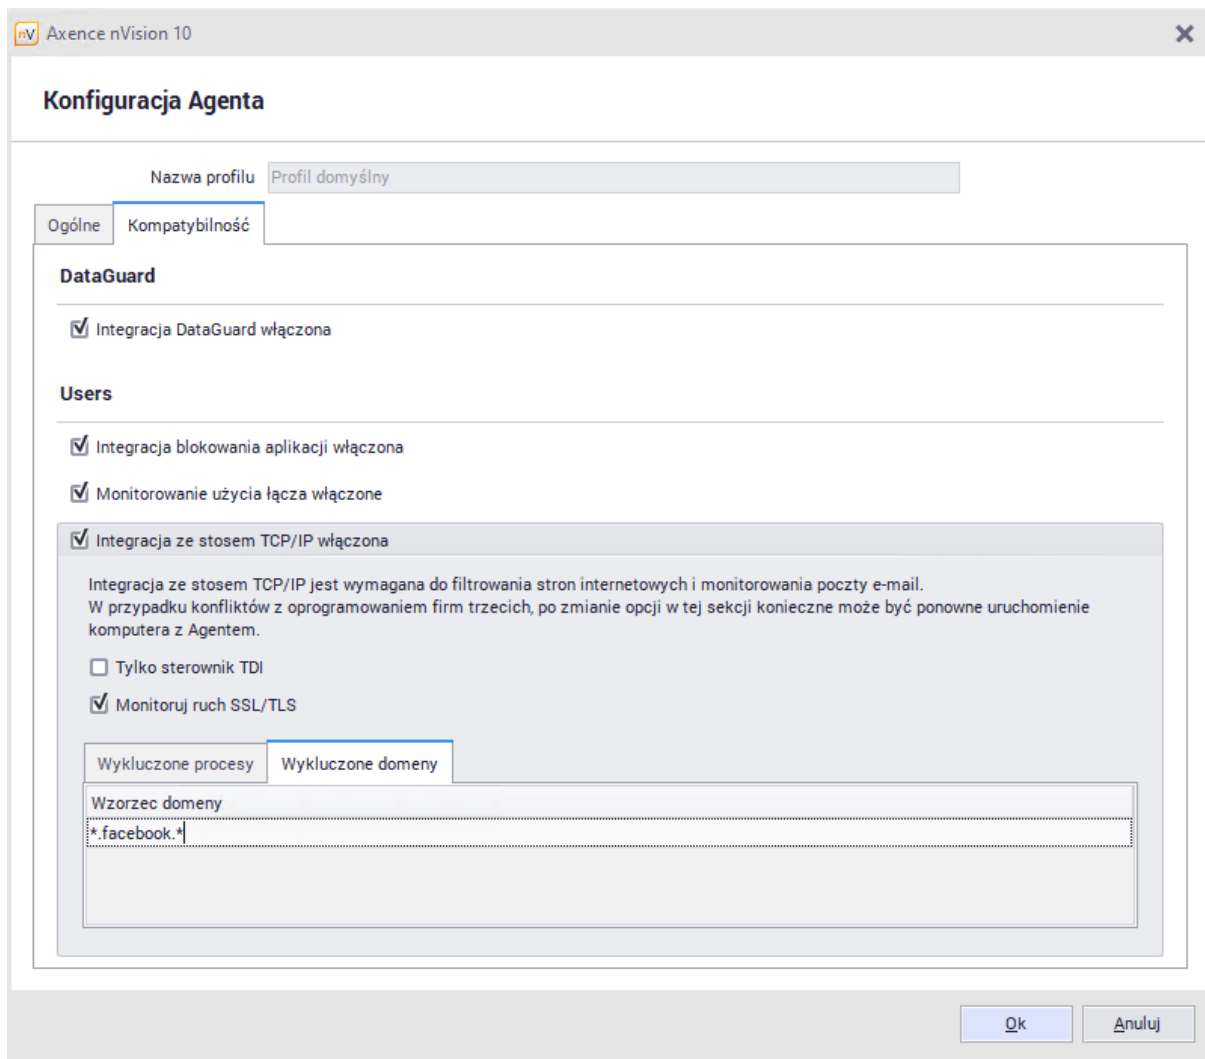 nV Axence nVision 10
Konfiguracja Agenta
Nazwa profilu Profil domyślny
Ogólne Kompatybilność
DataGuard
Integracja DataGuard włączona
Users
Integracja blokowania aplikacji włączona
Monitorowanie użycia łącza włączone
Integracja ze stosem TCP/IP włączona
Integracja ze stosem TCP/IP jest wymagana do filtrowania stron internetowych i monitorowania poczty e-mail.
W przypadku konfliktów z oprogramowaniem firm trzecich, po zmianie opcji w tej sekcji konieczne może być ponowne uruchomienie
komputera z Agentem.
Tylko sterownik TDI
Monitoruj ruch SSL/TLS
Wykluczone procesy Wykluczone domeny
Wzorzec domeny
*.facebook.*
Ok Anuluj